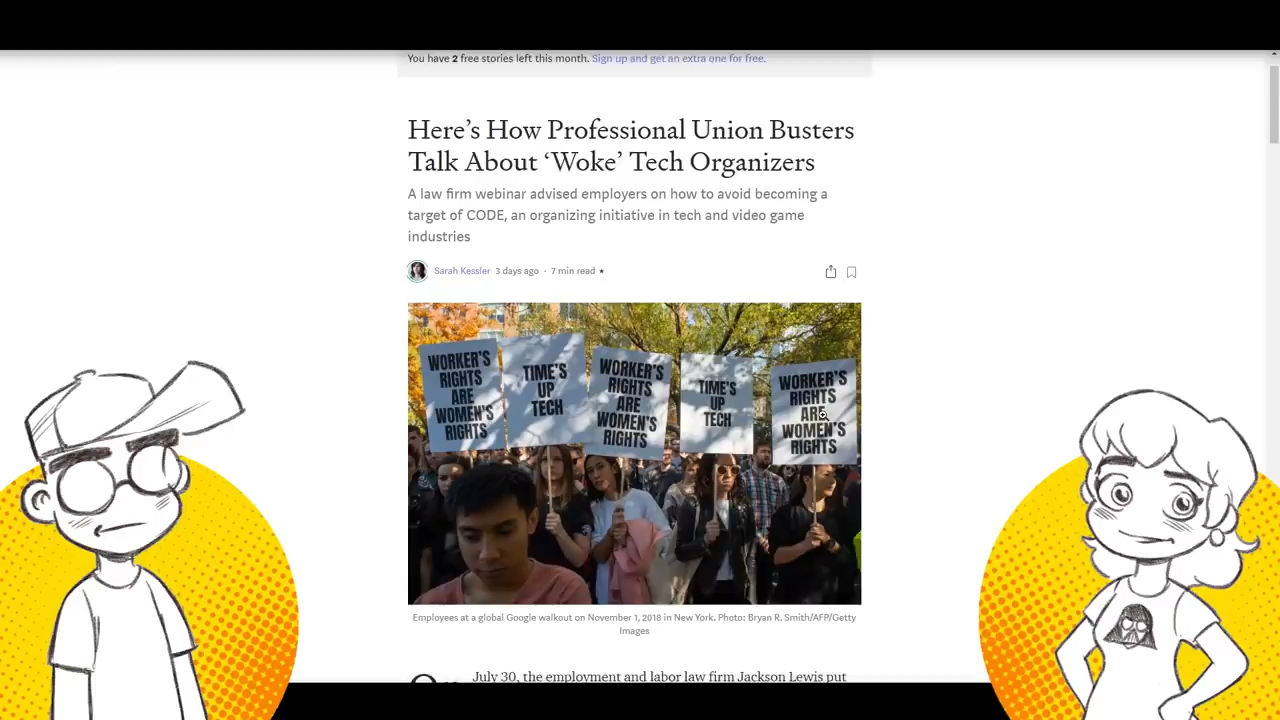 You have 2 free stories left this month. Sign up and get an extra one for free.
Here’s How Professional Union Busters
Talk About ‘Woke’ Tech Organizers
A law firm webinar advised employers on how to avoid becoming a
target of CODE, an organizing initiative in tech and video game
industries
Sarah Kessler 3 days ago · 7 min read ★
WORKER'S
RIGHTS
ARE
WOMEN'S
RIGHTS
TIME'S
UP
TECH
WORKER'S
RIGHTS
ARE
WOMEN'S
RIGHTS
TIME'S
UP
TECH
WORKER'S
RIGHTS
ARE
WOMEN'S
RIGHTS
Employees at a global Google walkout on November 1, 2018 in New York. Photo: Bryan R. Smith/AFP/Getty
Images
July 30, the employment and labor law firm Jackson Lewis put